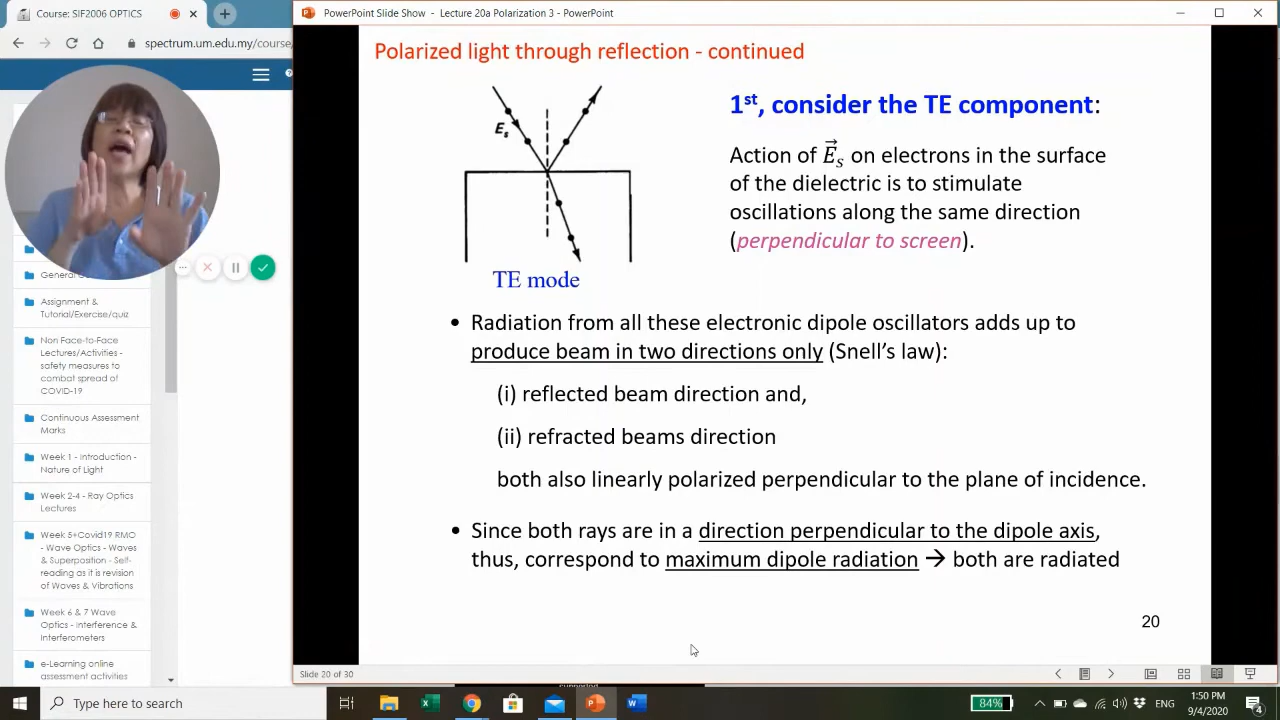 Course: SIF2006 OPTICS
spectrum.um.edu.my/course/
PowerPoint Slide Show - Lecture 20a Polarization 3 - PowerPoint
Assignment &
Tutorial/Exercise/quiz
Non Face-to-Face
Lectures/Activities -
safety measures to
combat spread of
COVID-19
Continuous Assessment
Marks
Week 1 - Introduction -
Nature of Light
Week 2-4 - Ray Optics
Lectures
Week 5+Covid19 RMO
- Wave Optics - Waves
& Superposition - Self-
reading as it is revision
of Waves & Vibrations
Week 6 & 7 Wave
Optics - Interference &
Interferometers
e-Learning online
assessment activities
Polarized light through reflection - continued
Es
TE mode
1st, consider the TE component:
Action of E⃗s on electrons in the surface
of the dielectric is to stimulate
oscillations along the same direction
(perpendicular to screen).
• Radiation from all these electronic dipole oscillators adds up to
produce beam in two directions only (Snell's law):
(i) reflected beam direction and,
(ii) refracted beams direction
both also linearly polarized perpendicular to the plane of incidence.
• Since both rays are in a direction perpendicular to the dipole axis,
thus, correspond to maximum dipole radiation → both are radiated
20
Slide 20 of 30
Type here to search
84%
ENG
1:50 PM
9/4/2020
4